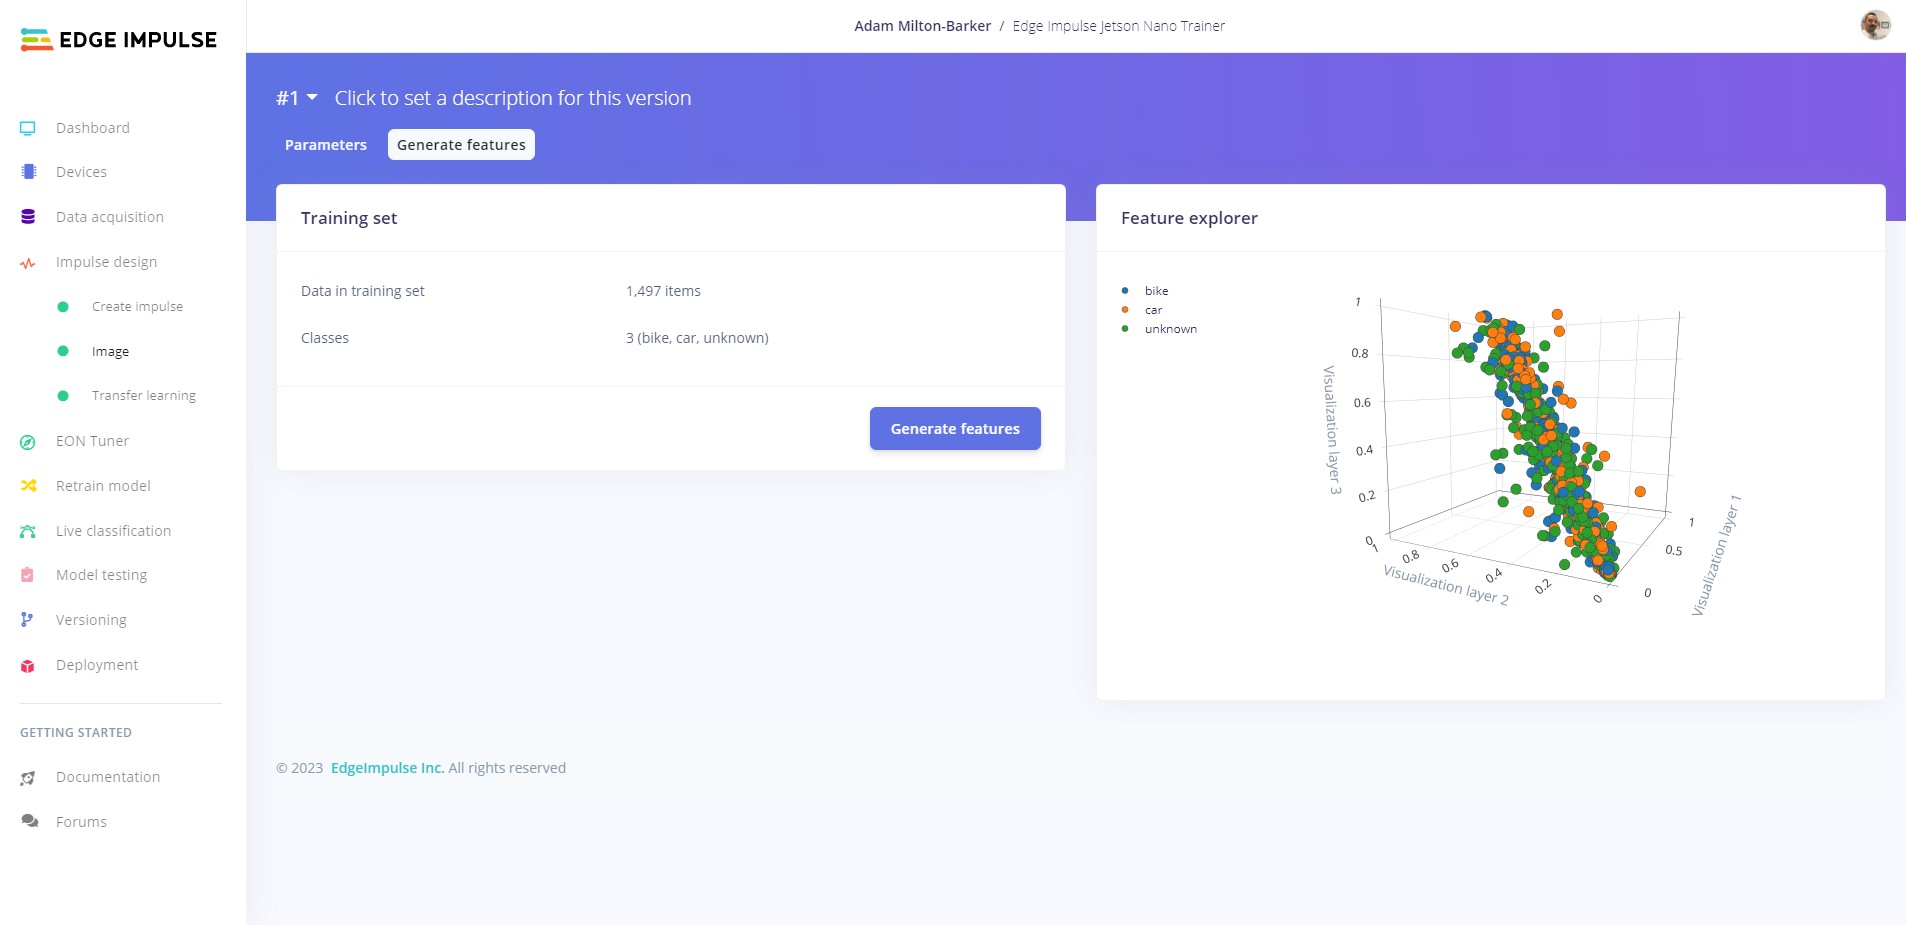 EDGE IMPULSE
Adam Milton-Barker / Edge Impulse Jetson Nano Trainer
#1 Click to set a description for this version
Parameters Generate features
Dashboard
Devices
Data acquisition
Impulse design
Create impulse
Image
Transfer learning
EON Tuner
Retrain model
Live classification
Model testing
Versioning
Deployment
GETTING STARTED
Documentation
Forums
Training set
Data in training set 1,497 items
Classes 3 (bike, car, unknown)
Generate features
Feature explorer
bike
car
unknown
1
0.8
0.6
0.4
0.2
0
Visualization layer 3
1
0.8
0.6
0.4
0.2
0
Visualization layer 2
0
0.5
1
Visualization layer 1
© 2023 EdgeImpulse Inc. All rights reserved